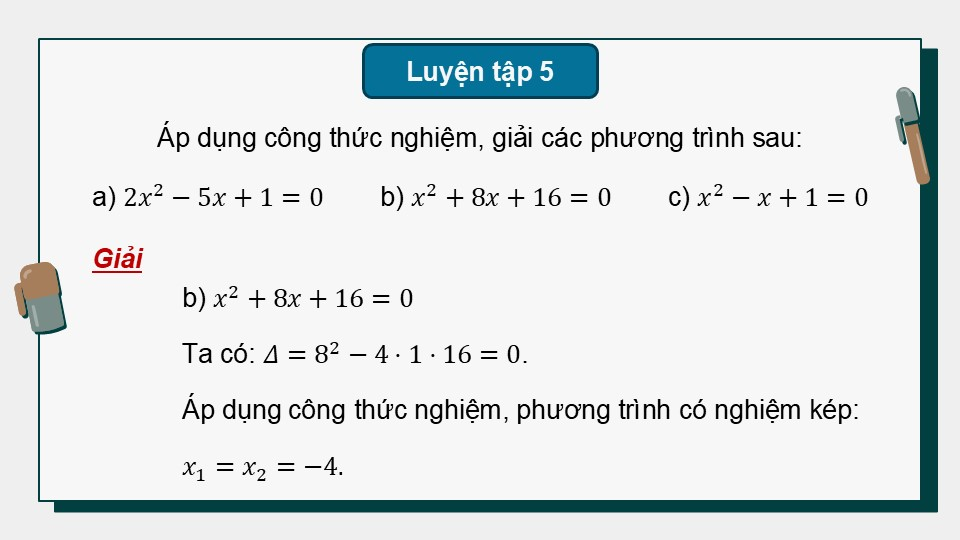 Luyện tập 5
Áp dụng công thức nghiệm, giải các phương trình sau:
a) 2x² − 5x + 1 = 0 b) x² + 8x + 16 = 0 c) x² − x + 1 = 0
Giải
b) x² + 8x + 16 = 0
Ta có: Δ = 8² − 4 · 1 · 16 = 0.
Áp dụng công thức nghiệm, phương trình có nghiệm kép:
x₁ = x₂ = −4.